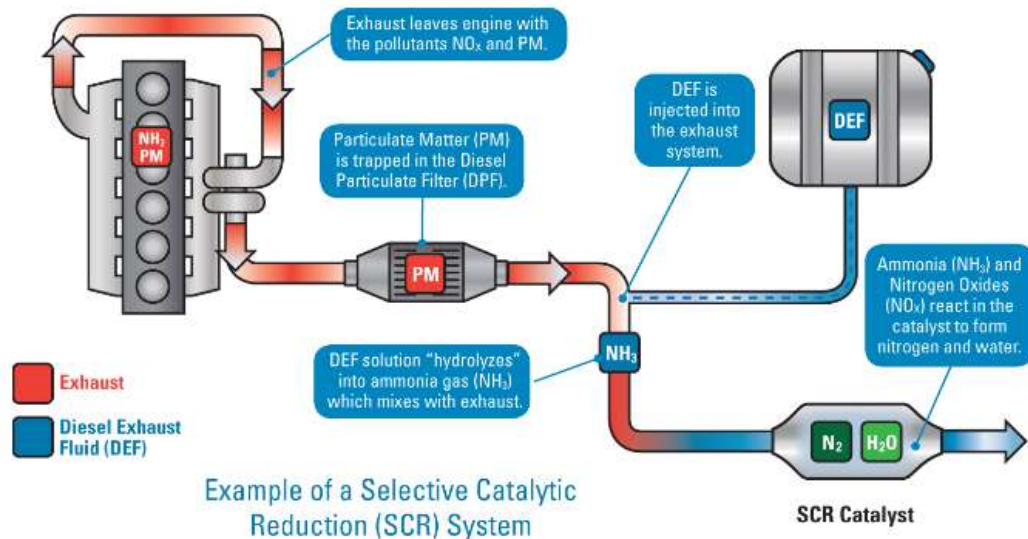 Exhaust leaves engine with
the pollutants NOx and PM.
NH₃
PM
Particulate Matter (PM)
is trapped in the Diesel
Particulate Filter (DPF).
DEF is
injected into
the exhaust
system.
DEF
PM
Ammonia (NH₃) and
Nitrogen Oxides
(NOx) react in the
catalyst to form
nitrogen and water.
NH₃
DEF solution “hydrolyzes”
into ammonia gas (NH₃)
which mixes with exhaust.
Exhaust
Diesel Exhaust
Fluid (DEF)
N₂
H₂O
SCR Catalyst
Example of a Selective Catalytic
Reduction (SCR) System